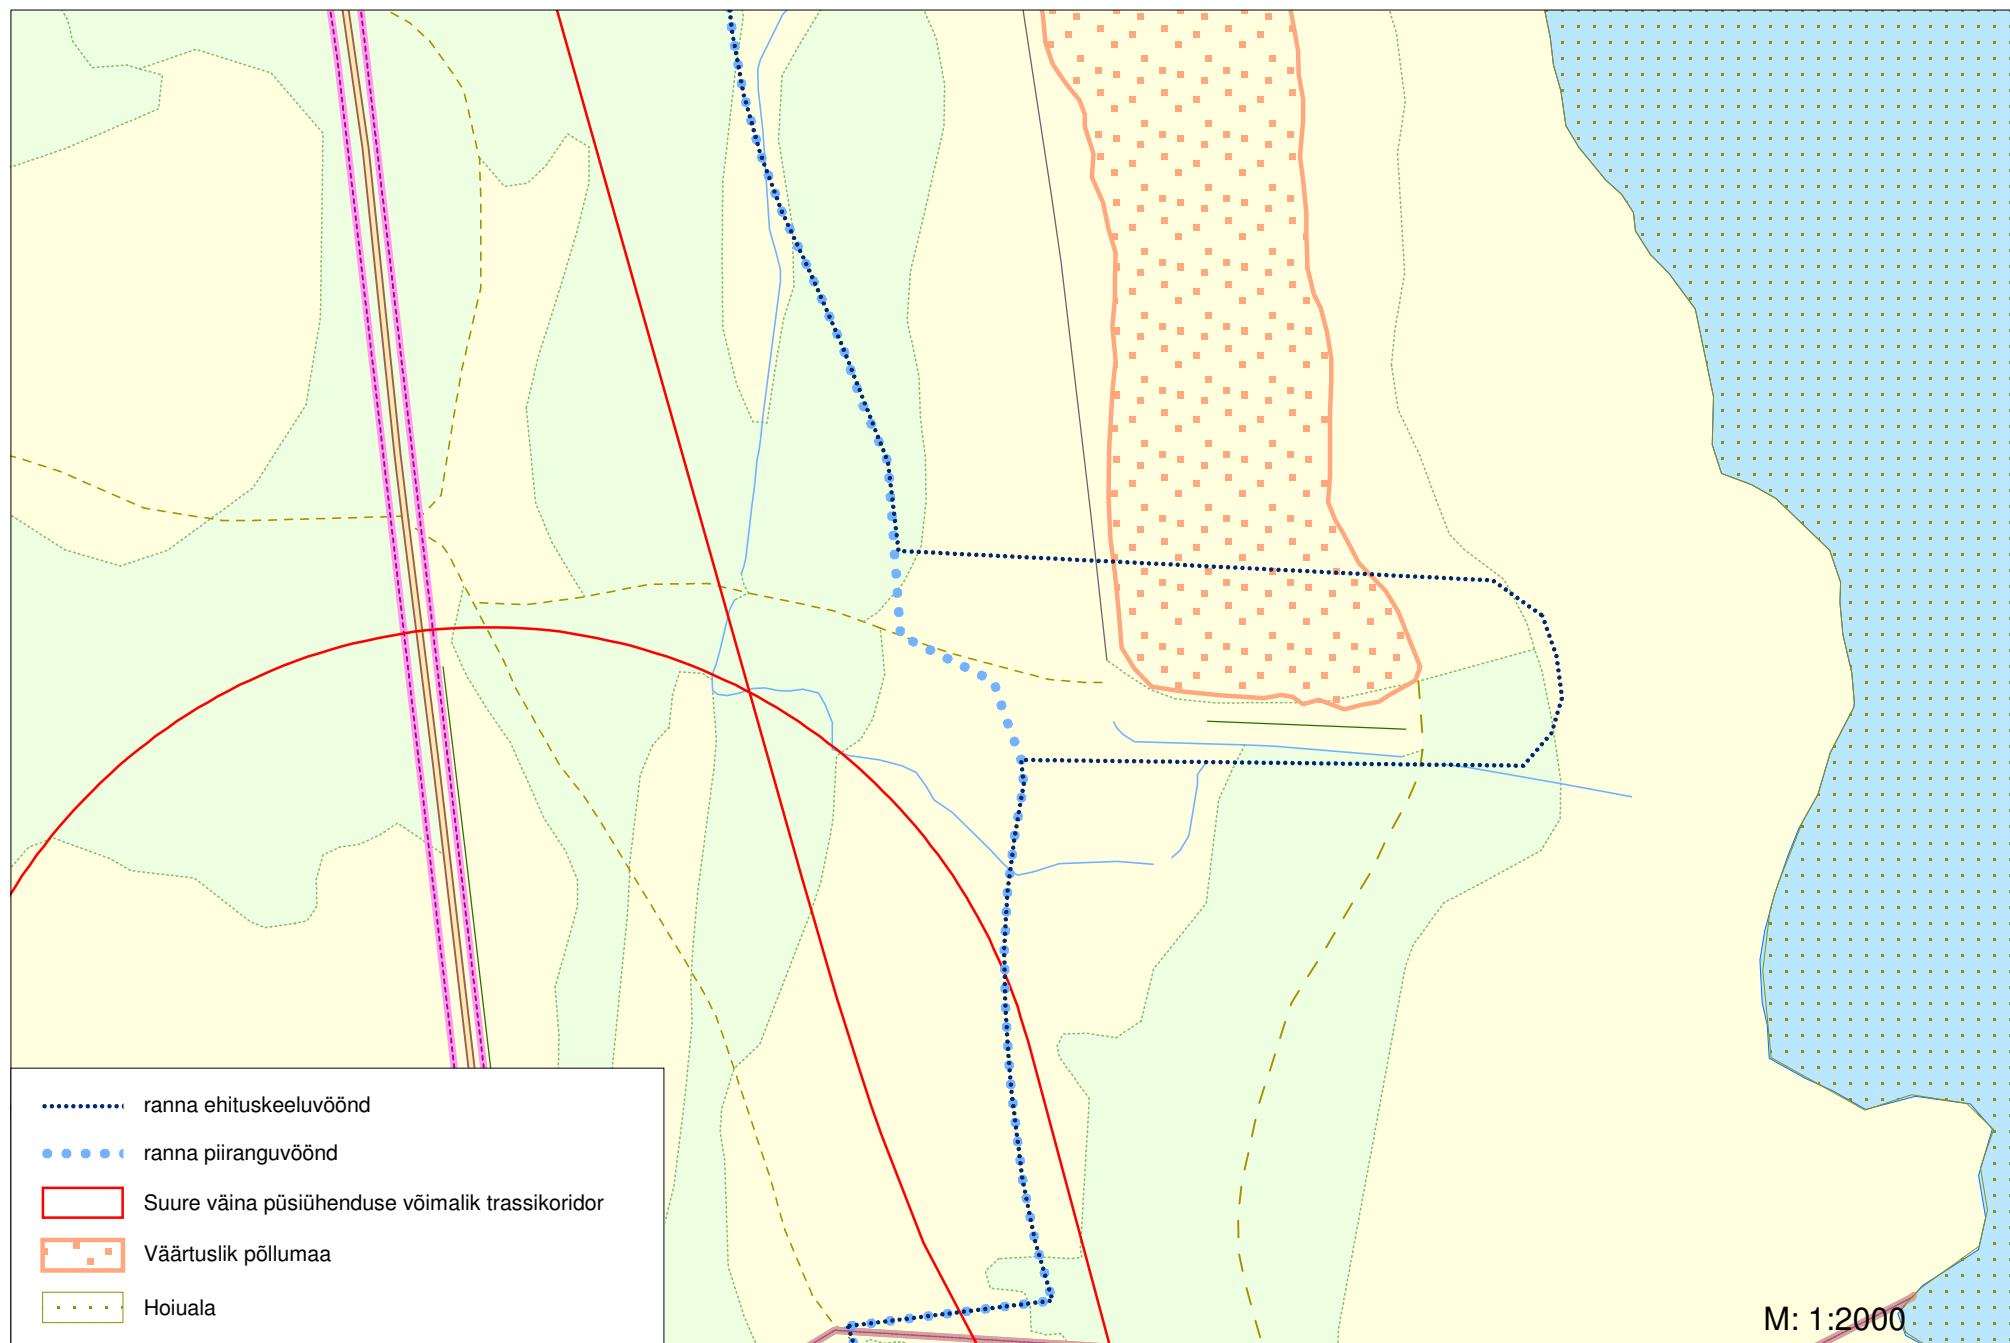 ranna ehituskeeluvöönd
ranna piiranguvöönd
Suure väina püsiühenduse võimalik trassikoridor
Väärtuslik põllumaa
Hoiuala
M: 1:2000